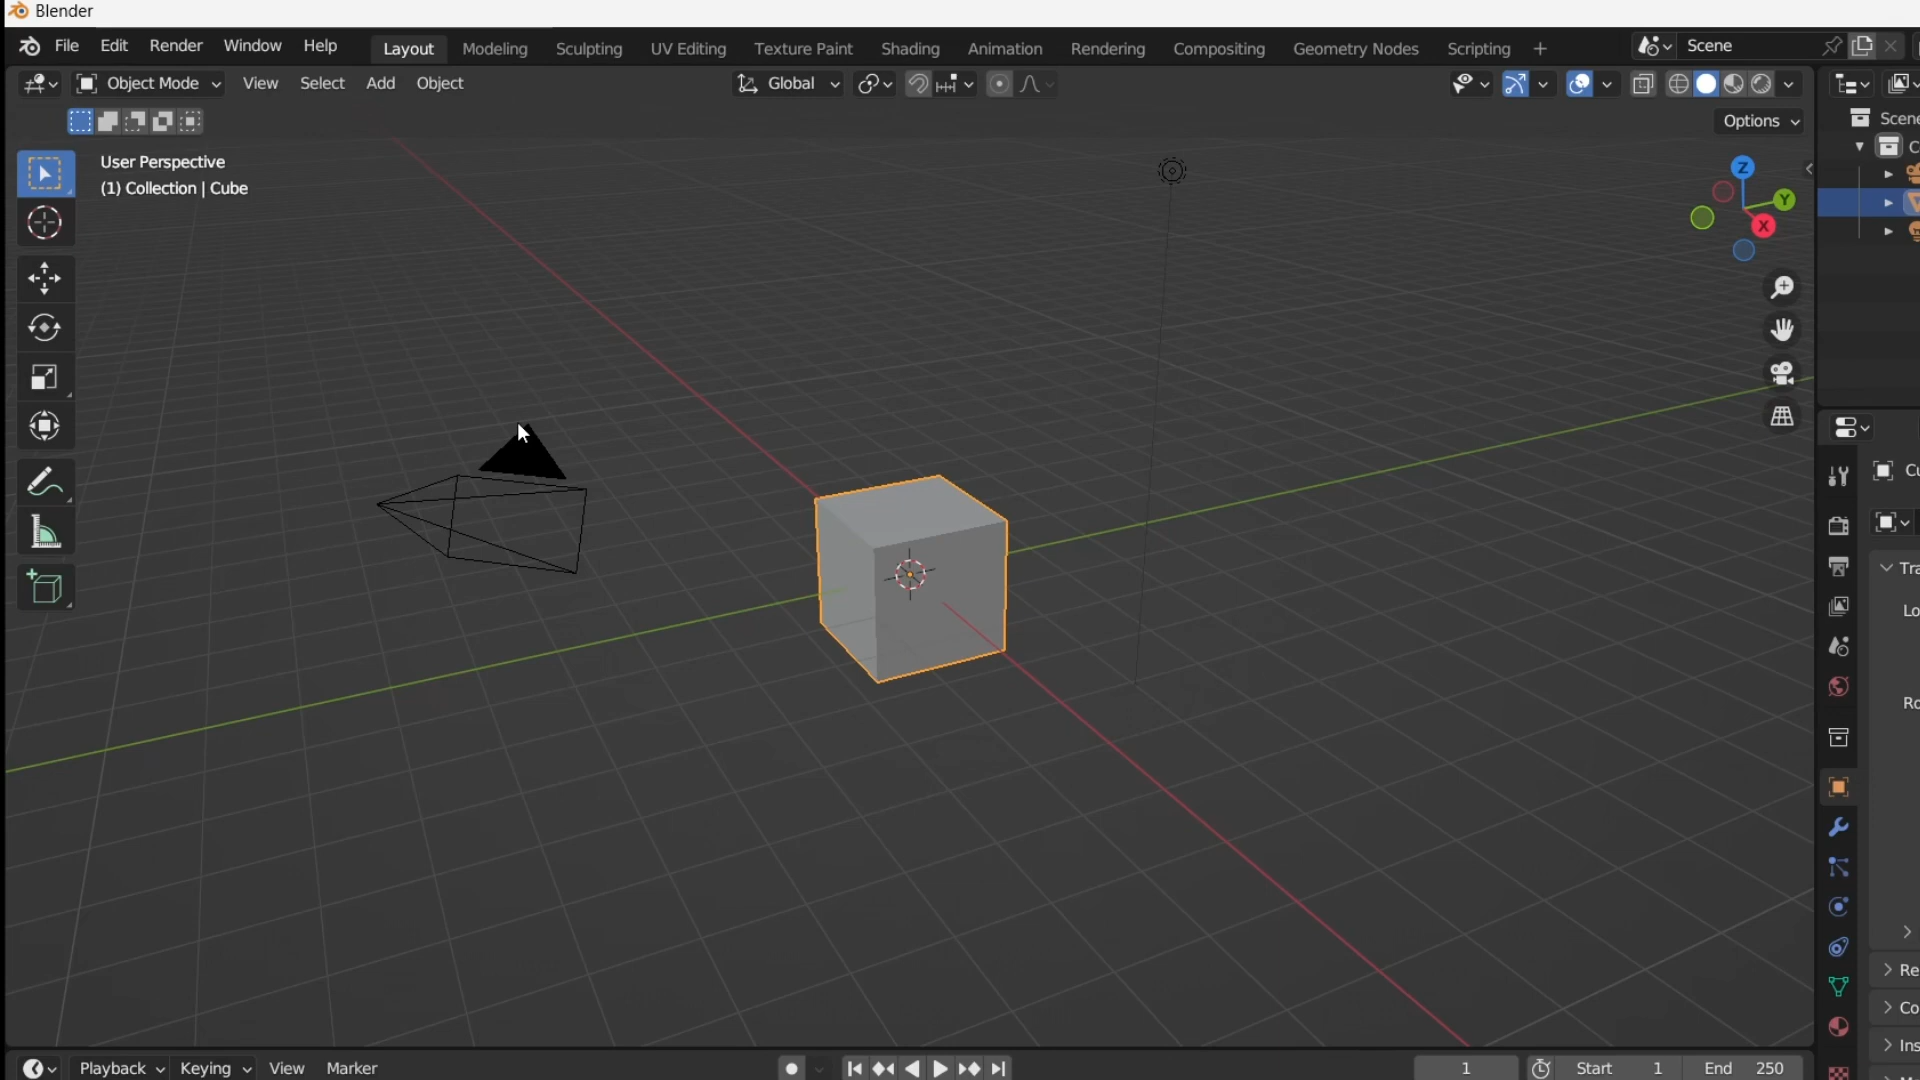 Blender
File Edit Render Window Help Layout Modeling Sculpting UV Editing Texture Paint Shading Animation Rendering Compositing Geometry Nodes Scripting + Scene
Object Mode View Select Add Object Global
Options
User Perspective
(1) Collection | Cube
Z
Y
X
Playback Keying View Marker 1 Start 1 End 250